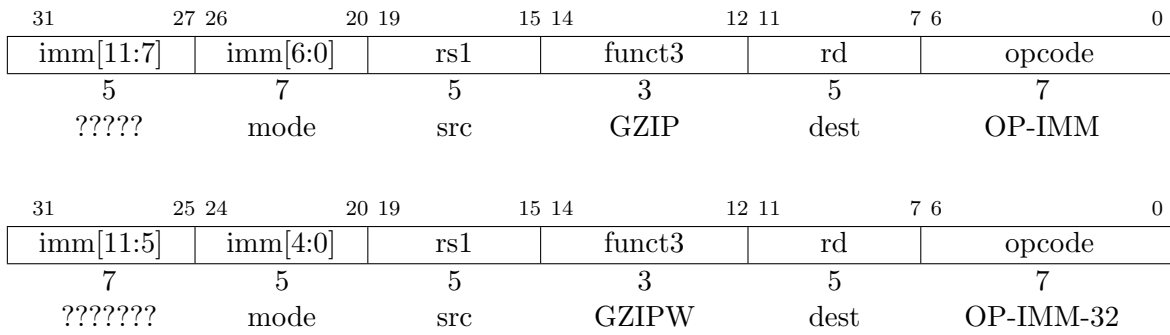 31 27 26 20 19 15 14 12 11 7 6 0
imm[11:7] imm[6:0] rs1 funct3 rd opcode
5 7 5 3 5 7
????? mode src GZIP dest OP-IMM
31 25 24 20 19 15 14 12 11 7 6 0
imm[11:5] imm[4:0] rs1 funct3 rd opcode
7 5 5 3 5 7
??????? mode src GZIPW dest OP-IMM-32